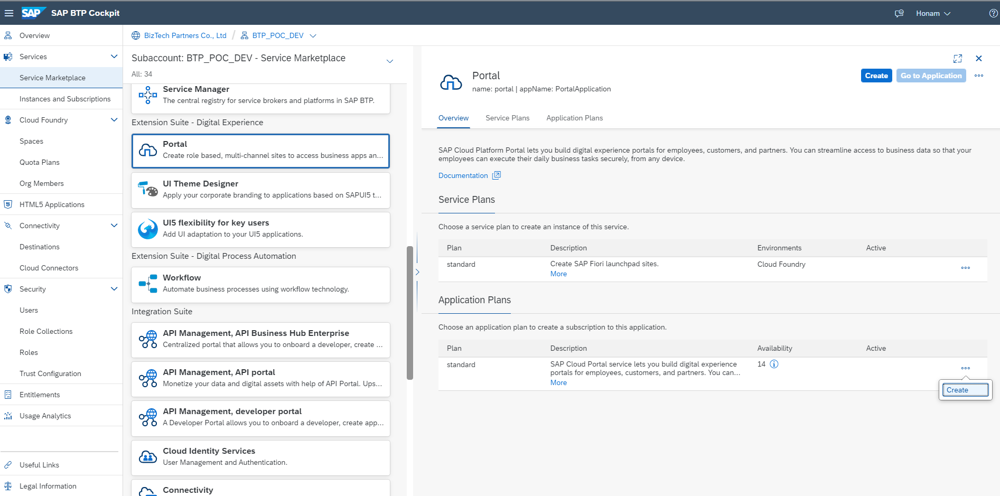 SAP
SAP BTP Cockpit
Honam
Overview
Services
Service Marketplace
Instances and Subscriptions
Cloud Foundry
Spaces
Quota Plans
Org Members
HTML5 Applications
Connectivity
Destinations
Cloud Connectors
Security
Users
Role Collections
Roles
Trust Configuration
Entitlements
Usage Analytics
Useful Links
Legal Information
BizTech Partners Co., Ltd / BTP_POC_DEV
Subaccount: BTP_POC_DEV - Service Marketplace
All: 34
Service Manager
The central registry for service brokers and platforms in SAP BTP.
Extension Suite - Digital Experience
Portal
Create role based, multi-channel sites to access business apps an...
UI Theme Designer
Apply your corporate branding to applications based on SAPUI5 t...
UI5 flexibility for key users
Add UI adaptation to your UI5 applications.
Extension Suite - Digital Process Automation
Workflow
Automate business processes using workflow technology.
Integration Suite
API Management, API Business Hub Enterprise
Centralized portal that allows you to onboard a developer, create ...
API Management, API portal
Monetize your data and digital assets with help of API Portal. Ups...
API Management, developer portal
A Developer Portal allows you to onboard a developer, create app...
Cloud Identity Services
User Management and Authentication.
Connectivity
Portal
name: portal | appName: PortalApplication
Create Go to Application
Overview Service Plans Application Plans
SAP Cloud Platform Portal lets you build digital experience portals for employees, customers, and partners. You can streamline access to business data so that your
employees can execute their daily business tasks securely, from any device.
Documentation
Service Plans
Choose a service plan to create an instance of this service.
Plan Description Environments Active
standard Create SAP Fiori launchpad sites. Cloud Foundry
More
Application Plans
Choose an application plan to create a subscription to this application.
Plan Description Availability Active
standard SAP Cloud Portal service lets you build digital experience 14
portals for employees, customers, and partners. You can...
More
Create